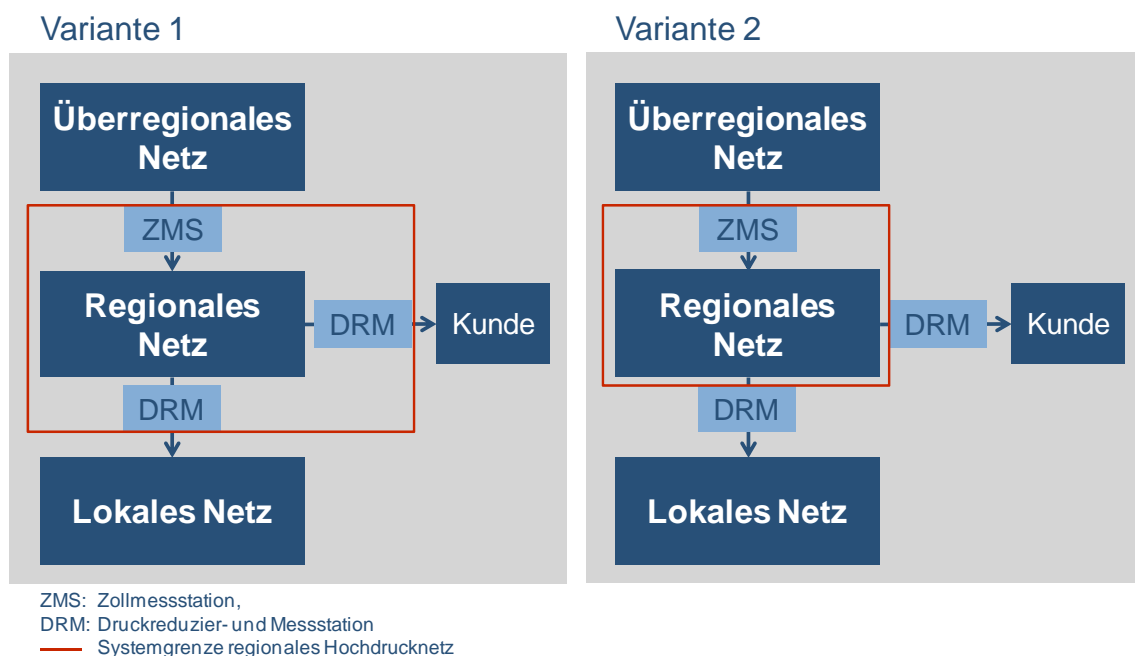 Variante 1
Überregionales
Netz
ZMS
Regionales
Netz
DRM
Kunde
DRM
Lokales Netz
Variante 2
Überregionales
Netz
ZMS
Regionales
Netz
DRM
Kunde
DRM
Lokales Netz
ZMS: Zollmessstation,
DRM: Druckreduzier- und Messstation
Systemgrenze regionales Hochdrucknetz